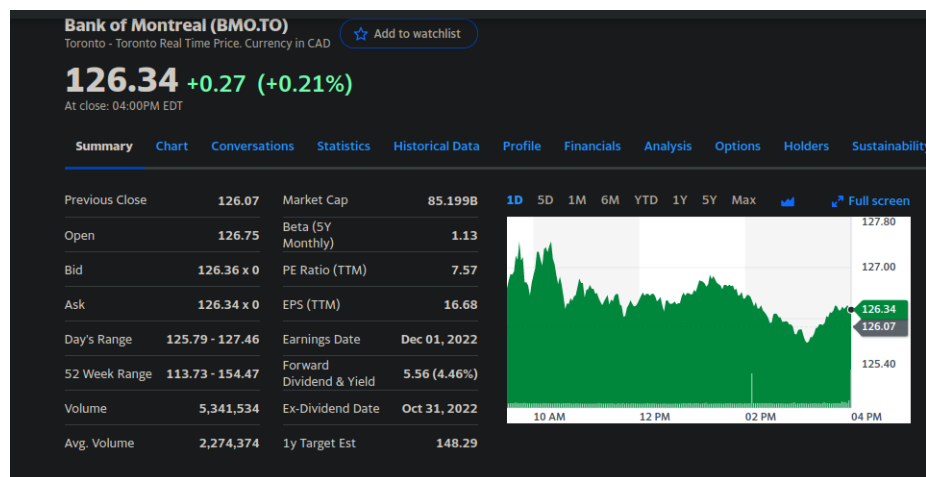 Bank of Montreal (BMO.TO)
Toronto - Toronto Real Time Price. Currency in CAD
Add to watchlist
126.34 +0.27 (+0.21%)
At close: 04:00PM EDT
Summary Chart Conversations Statistics Historical Data Profile Financials Analysis Options Holders Sustainability
Previous Close 126.07
Open 126.75
Bid 126.36 x 0
Ask 126.34 x 0
Day's Range 125.79 - 127.46
52 Week Range 113.73 - 154.47
Volume 5,341,534
Avg. Volume 2,274,374
Market Cap 85.199B
Beta (5Y
Monthly) 1.13
PE Ratio (TTM) 7.57
EPS (TTM) 16.68
Earnings Date Dec 01, 2022
Forward
Dividend & Yield 5.56 (4.46%)
Ex-Dividend Date Oct 31, 2022
1y Target Est 148.29
1D 5D 1M 6M YTD 1Y 5Y Max Full screen
127.80
127.00
126.34
126.07
125.40
10 AM 12 PM 02 PM 04 PM